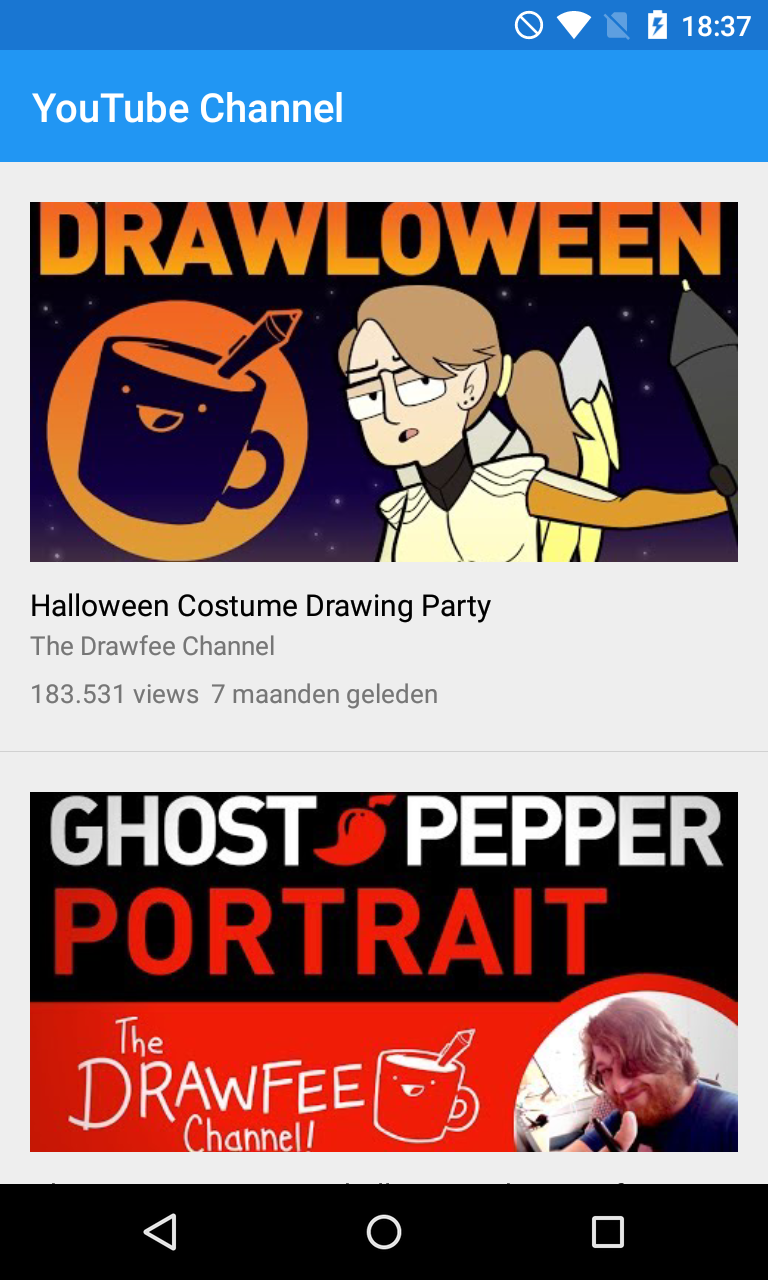 18:37
YouTube Channel
DRAWLOWEEN
Halloween Costume Drawing Party
The Drawfee Channel
183.531 views 7 maanden geleden
GHOST PEPPER
PORTRAIT
The
DRAWFEE
Channel!